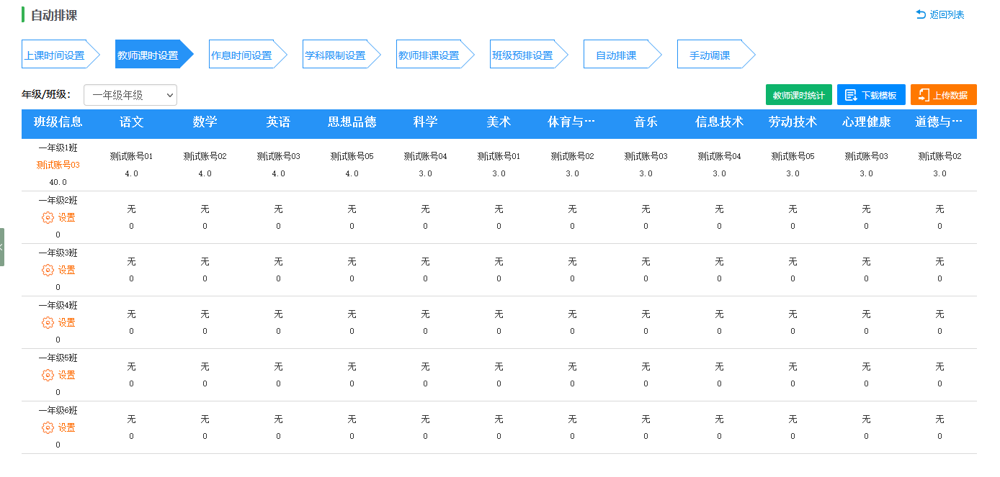 自动排课
返回列表
上课时间设置 教师课时设置 作息时间设置 学科限制设置 教师排课设置 班级预排设置 自动排课 手动调课
年级/班级： 一年级年级 教师课时统计 下载模板 上传数据
班级信息 语文 数学 英语 思想品德 科学 美术 体育与… 音乐 信息技术 劳动技术 心理健康 道德与…
一年级1班
测试账号01 测试账号02 测试账号03 测试账号05 测试账号04 测试账号01 测试账号02 测试账号03 测试账号04 测试账号05 测试账号03 测试账号02
测试账号03
4.0 4.0 4.0 4.0 3.0 3.0 3.0 3.0 3.0 3.0 3.0 3.0
40.0
一年级2班
无 无 无 无 无 无 无 无 无 无 无 无
设置
0 0 0 0 0 0 0 0 0 0 0 0
0
一年级3班
无 无 无 无 无 无 无 无 无 无 无 无
设置
0 0 0 0 0 0 0 0 0 0 0 0
0
一年级4班
无 无 无 无 无 无 无 无 无 无 无 无
设置
0 0 0 0 0 0 0 0 0 0 0 0
0
一年级5班
无 无 无 无 无 无 无 无 无 无 无 无
设置
0 0 0 0 0 0 0 0 0 0 0 0
0
一年级6班
无 无 无 无 无 无 无 无 无 无 无 无
设置
0 0 0 0 0 0 0 0 0 0 0 0
0